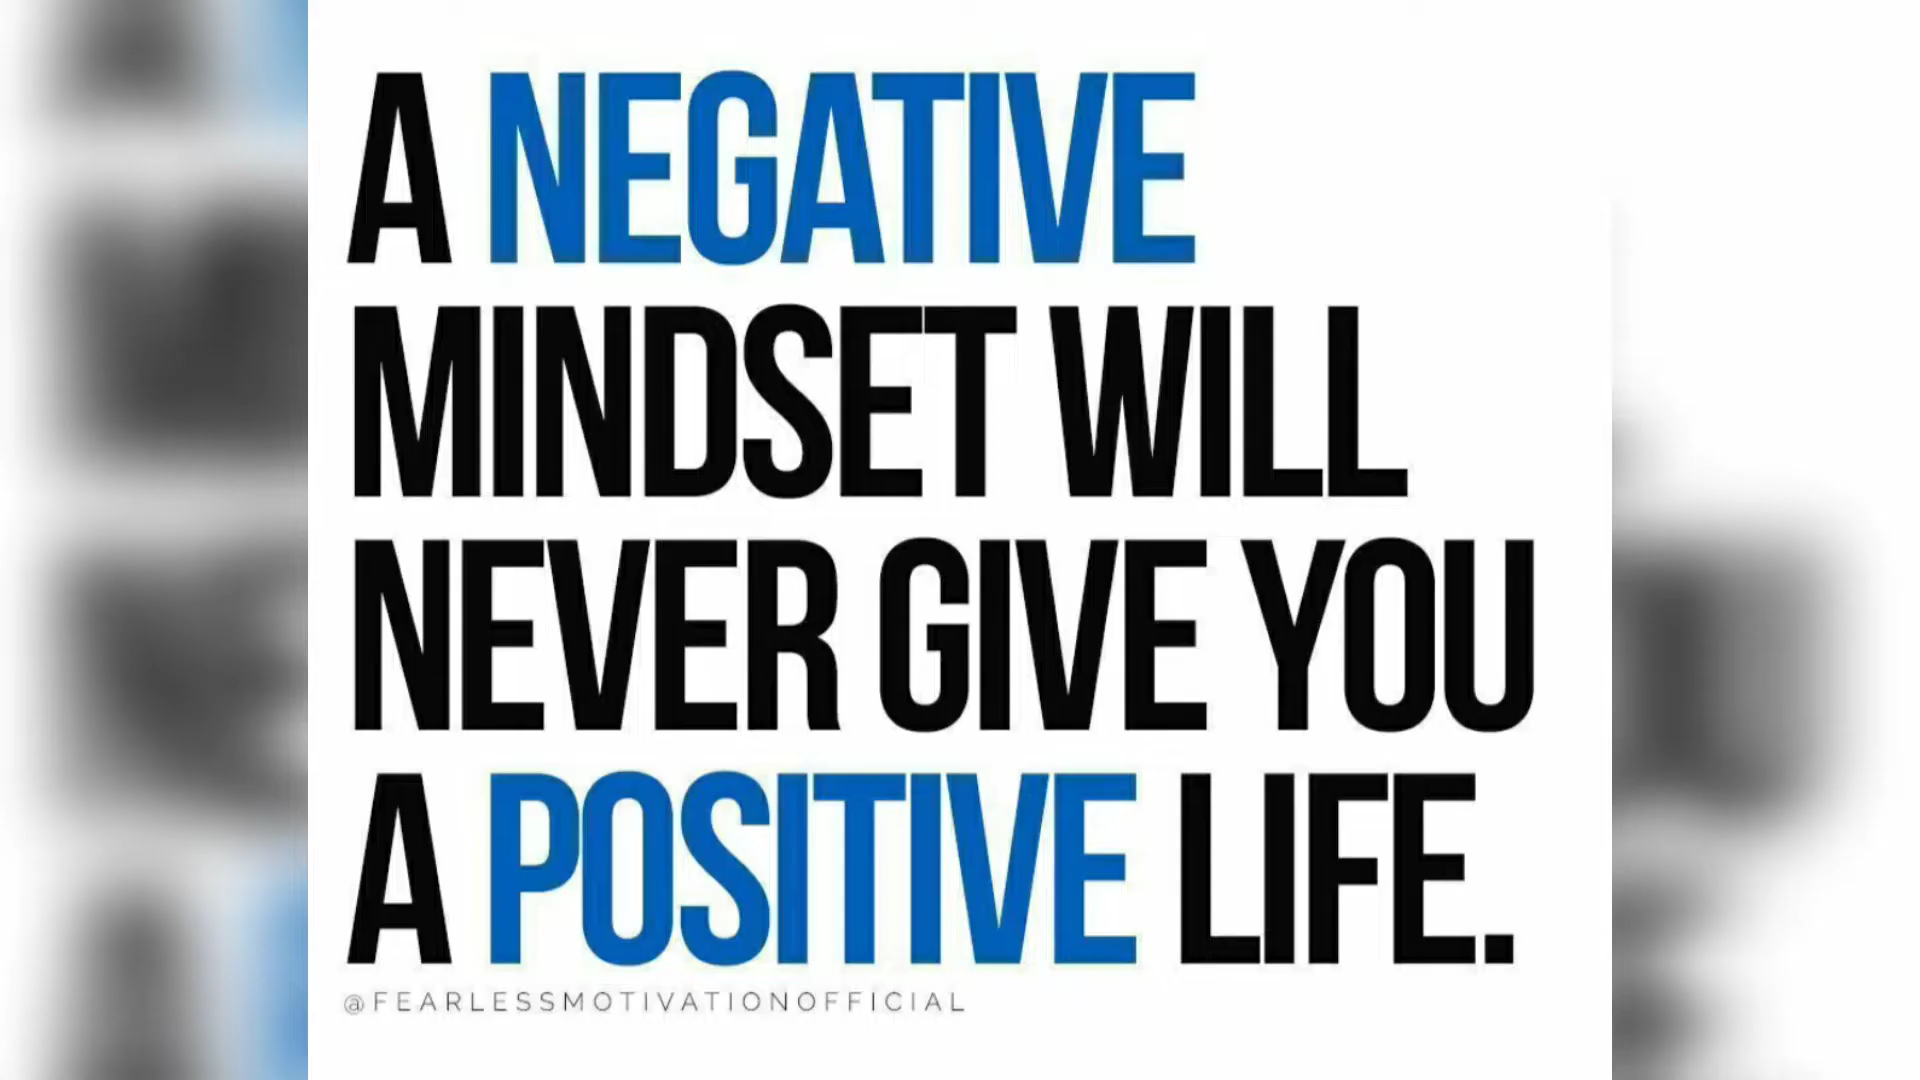 A NEGATIVE
MINDSET WILL
NEVER GIVE YOU
A POSITIVE LIFE.
@FEARLESSMOTIVATIONOFFICIAL